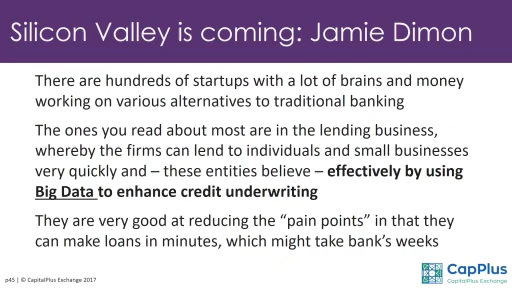 Silicon Valley is coming: Jamie Dimon
There are hundreds of startups with a lot of brains and money
working on various alternatives to traditional banking
The ones you read about most are in the lending business,
whereby the firms can lend to individuals and small businesses
very quickly and – these entities believe – effectively by using
Big Data to enhance credit underwriting
They are very good at reducing the “pain points” in that they
can make loans in minutes, which might take bank’s weeks
p45 | © CapitalPlus Exchange 2017
CapPlus
CapitalPlus Exchange